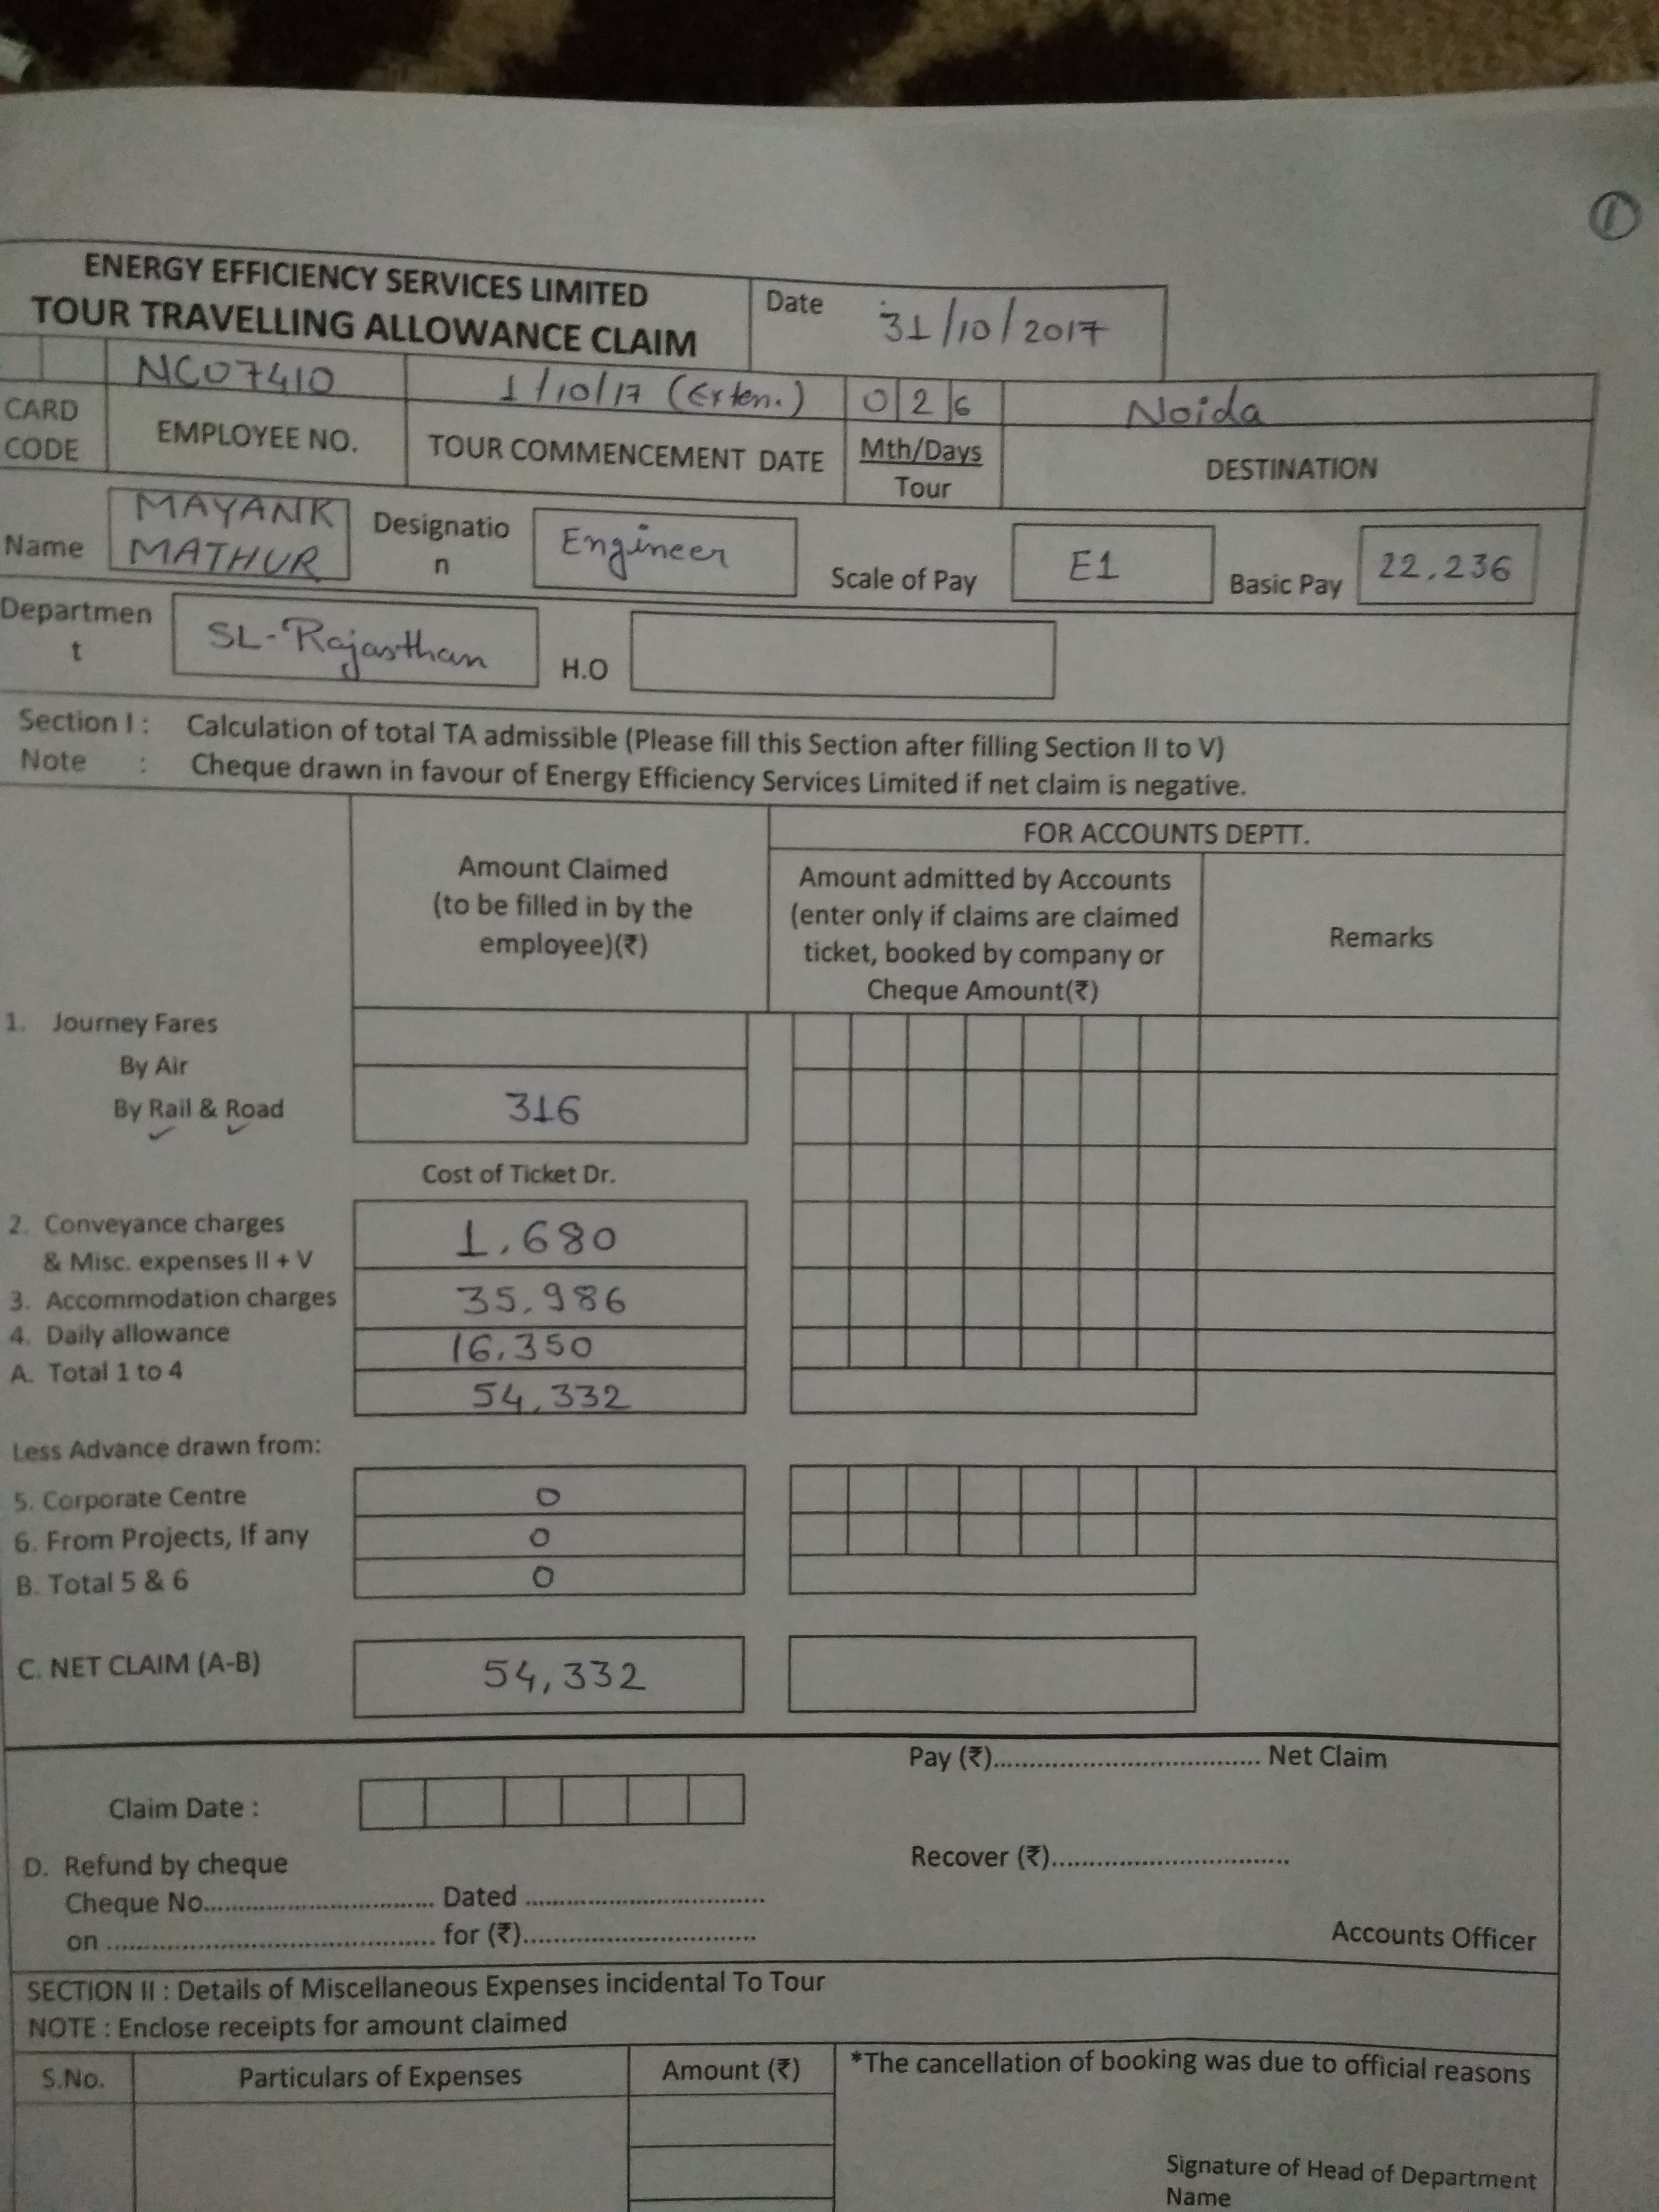 1
ENERGY EFFICIENCY SERVICES LIMITED
TOUR TRAVELLING ALLOWANCE CLAIM
Date 31/10/2017
NC07410 1/10/17 (Exten.) 0 2 6 Noida
CARD CODE EMPLOYEE NO. TOUR COMMENCEMENT DATE Mth/Days Tour DESTINATION
Name MAYANK MATHUR Designatio n Engineer Scale of Pay E1 Basic Pay 22,236
Departmen t SL-Rajasthan H.O
Section I : Calculation of total TA admissible (Please fill this Section after filling Section II to V)
Note : Cheque drawn in favour of Energy Efficiency Services Limited if net claim is negative.
FOR ACCOUNTS DEPTT.
Amount Claimed (to be filled in by the employee)(₹)
Amount admitted by Accounts (enter only if claims are claimed ticket, booked by company or Cheque Amount(₹)
Remarks
1. Journey Fares
By Air
By Rail & Road 316
Cost of Ticket Dr.
2. Conveyance charges & Misc. expenses II + V 1,680
3. Accommodation charges 35,986
4. Daily allowance 16,350
A. Total 1 to 4 54,332
Less Advance drawn from:
5. Corporate Centre 0
6. From Projects, If any 0
B. Total 5 & 6 0
C. NET CLAIM (A-B) 54,332
Pay (₹)..................................... Net Claim
Claim Date :
D. Refund by cheque
Recover (₹)..................................
Cheque No................................. Dated ..................................
on .............................................. for (₹).................................
Accounts Officer
SECTION II : Details of Miscellaneous Expenses incidental To Tour
NOTE : Enclose receipts for amount claimed
S.No. Particulars of Expenses Amount (₹) *The cancellation of booking was due to official reasons
Signature of Head of Department
Name